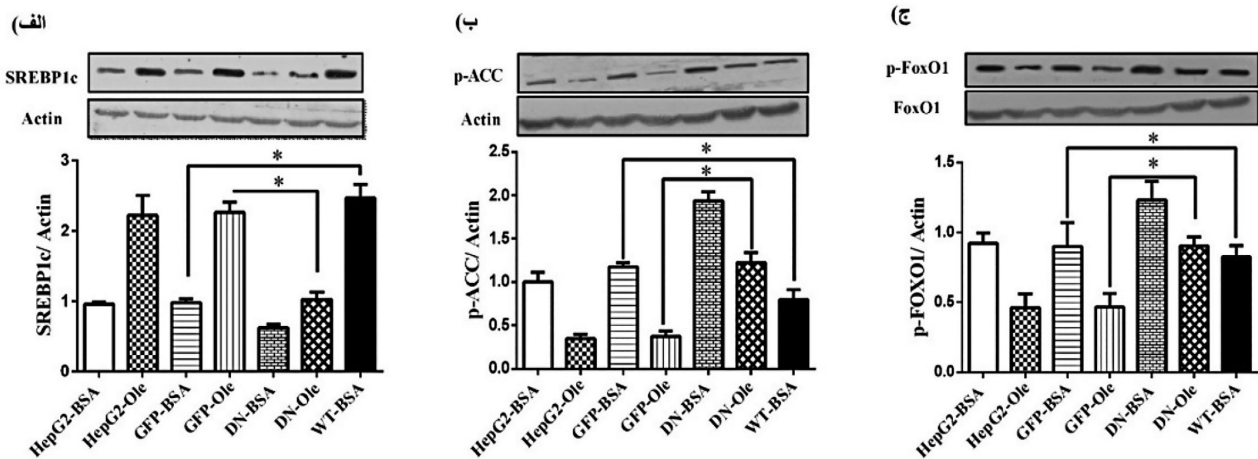 الف)
SREBP1c
Actin
SREBP1c/ Actin
3
2
1
0
*
*
HepG2-BSA
HepG2-Ole
GFP-BSA
GFP-Ole
DN-BSA
DN-Ole
WT-BSA
ب)
p-ACC
Actin
p-ACC/ Actin
2.5
2.0
1.5
1.0
0.5
0.0
*
*
HepG2-BSA
HepG2-Ole
GFP-BSA
GFP-Ole
DN-BSA
DN-Ole
WT-BSA
ج)
p-FoxO1
FoxO1
p-FOXO1/ Actin
1.5
1.0
0.5
0.0
*
*
HepG2-BSA
HepG2-Ole
GFP-BSA
GFP-Ole
DN-BSA
DN-Ole
WT-BSA